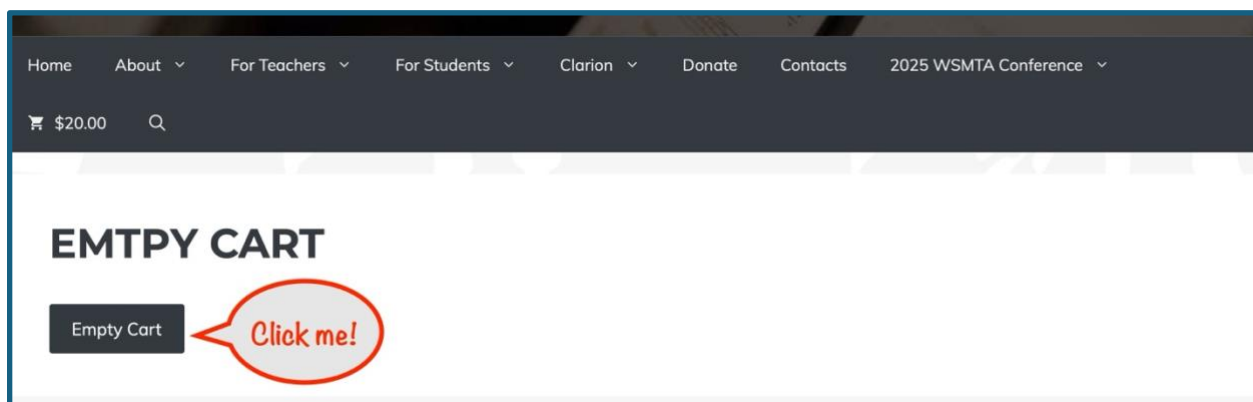 Home About For Teachers For Students Clarion Donate Contacts 2025 WSMTA Conference
$20.00
EMTPY CART
Empty Cart
Click me!